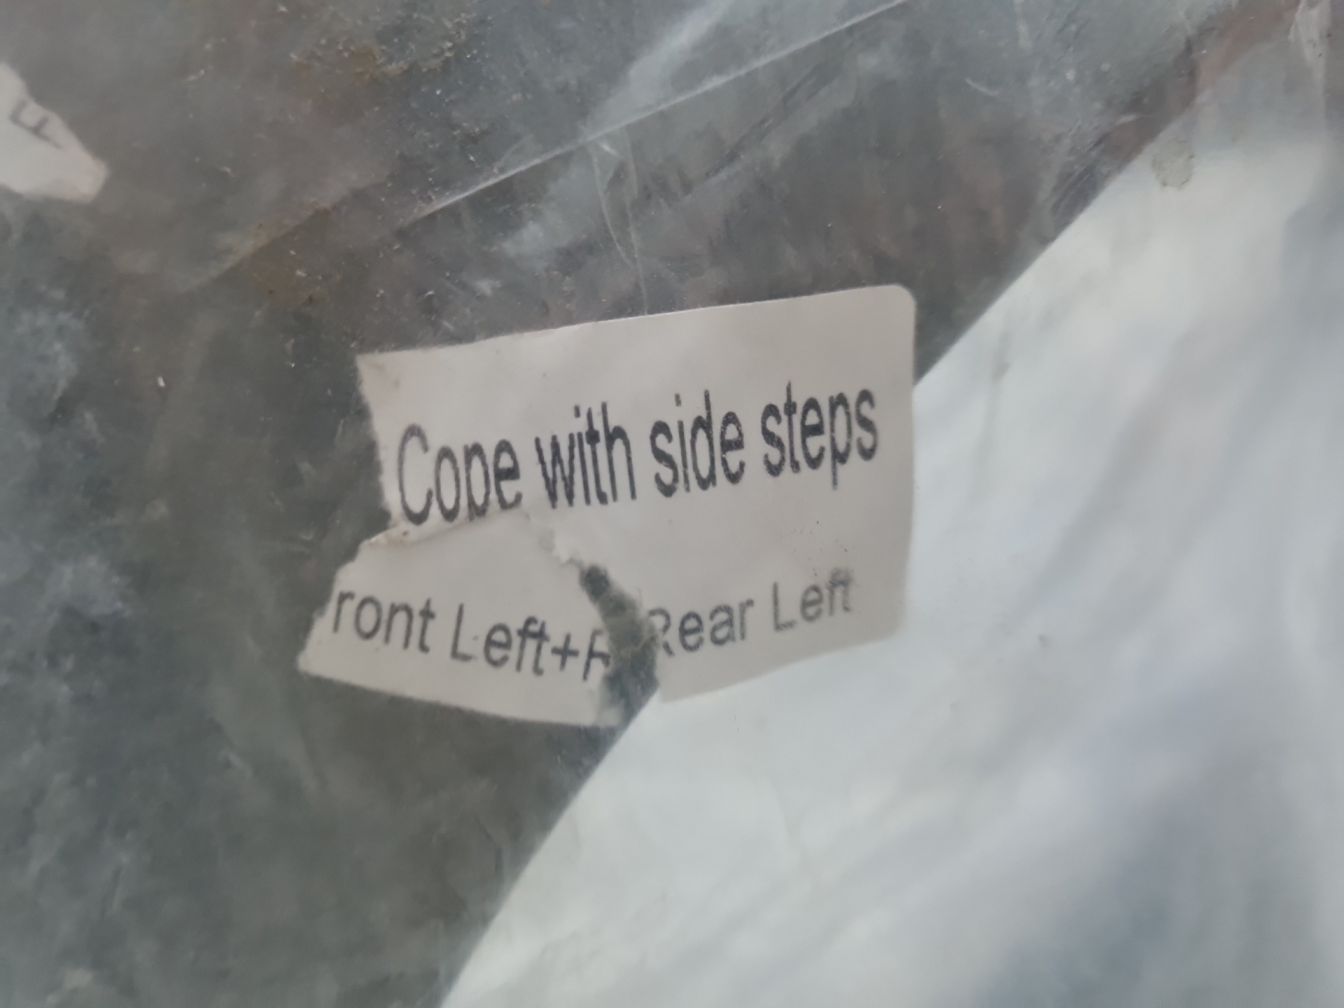 F
Cope with side steps
ront Left+R Rear Left